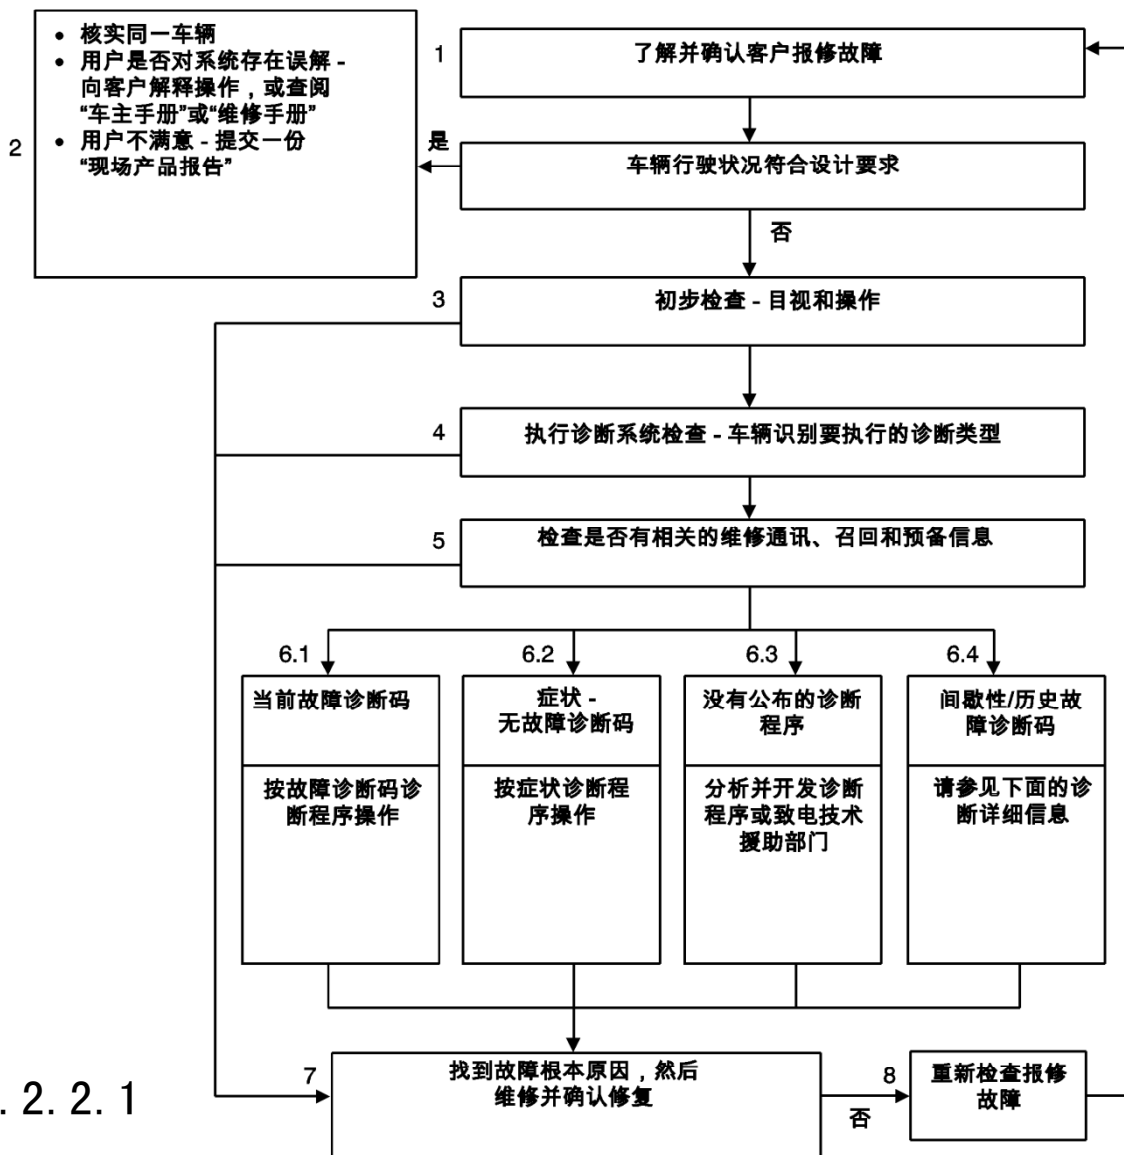 1
了解并确认客户报修故障
• 核实同一车辆
• 用户是否对系统存在误解 -
向客户解释操作，或查阅
“车主手册”或“维修手册”
• 用户不满意 - 提交一份
“现场产品报告”
2
是
车辆行驶状况符合设计要求
否
3
初步检查 - 目视和操作
4
执行诊断系统检查 - 车辆识别要执行的诊断类型
5
检查是否有相关的维修通讯、召回和预备信息
6.1
当前故障诊断码
按故障诊断码诊
断程序操作
6.2
症状 -
无故障诊断码
按症状诊断程
序操作
6.3
没有公布的诊断
程序
分析并开发诊断
程序或致电技术
援助部门
6.4
间歇性/历史故
障诊断码
请参见下面的诊
断详细信息
7
找到故障根本原因，然后
维修并确认修复
否
8
重新检查报修
故障
.2.2.1